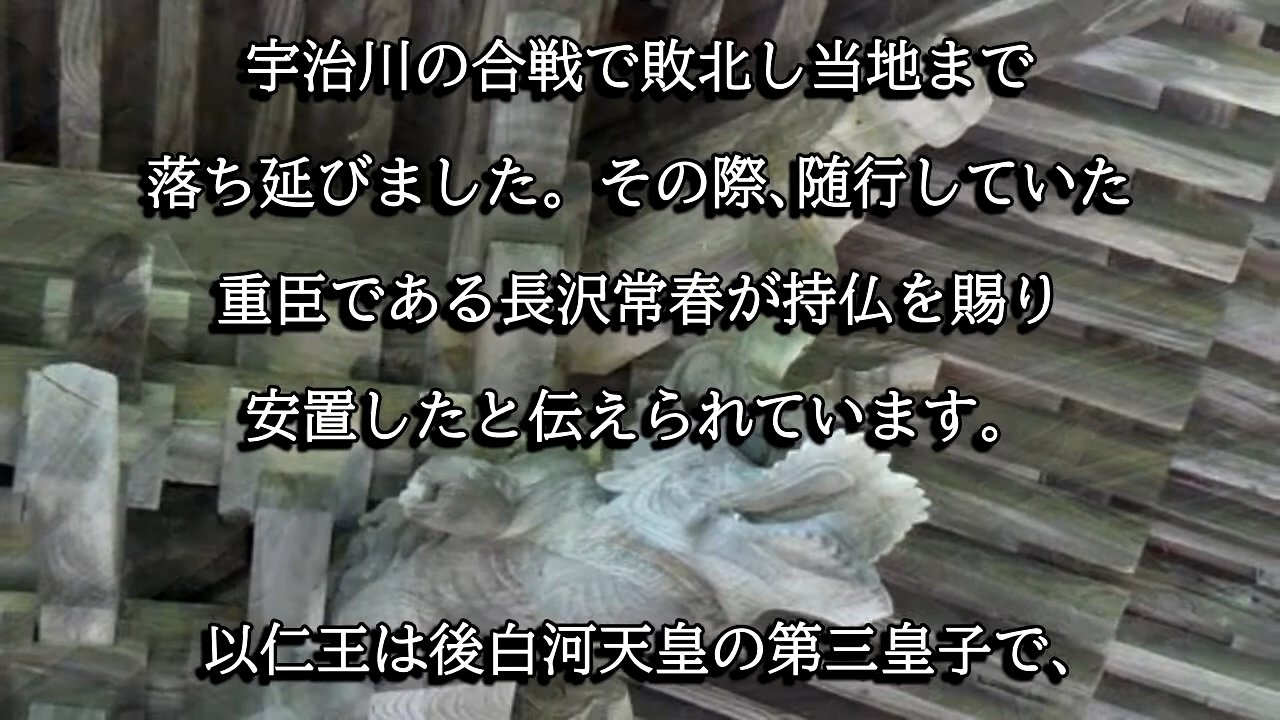 宇治川の合戦で敗北し当地まで
落ち延びました。その際､随行していた
重臣である長沢常春が持仏を賜り
安置したと伝えられています。
以仁王は後白河天皇の第三皇子で、